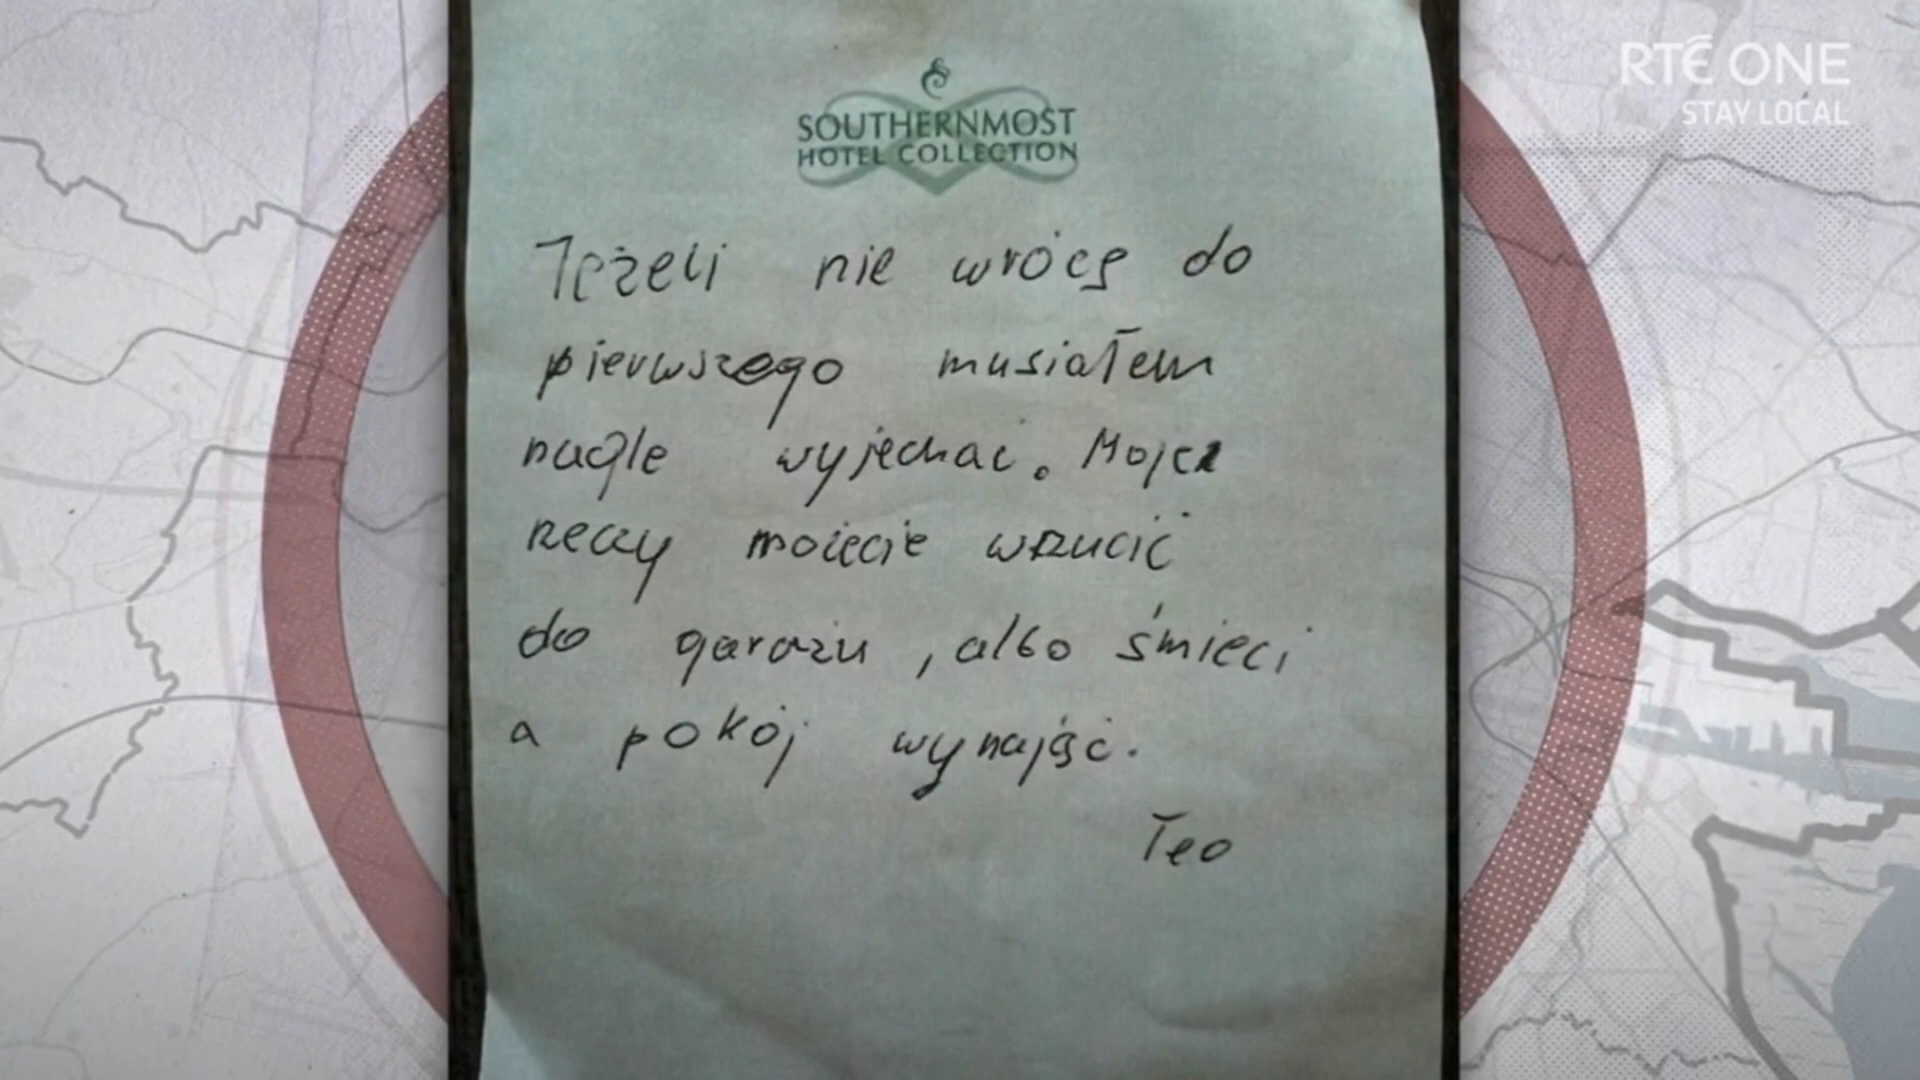 RTÉ ONE
STAY LOCAL
SOUTHERNMOST
HOTEL COLLECTION
Jeżeli nie wrócę do
pierwszego musiałem
nagle wyjechać. Moje
rzeczy możecie wrzucić
do garażu, albo śmieci
a pokój wynająć.
Teo